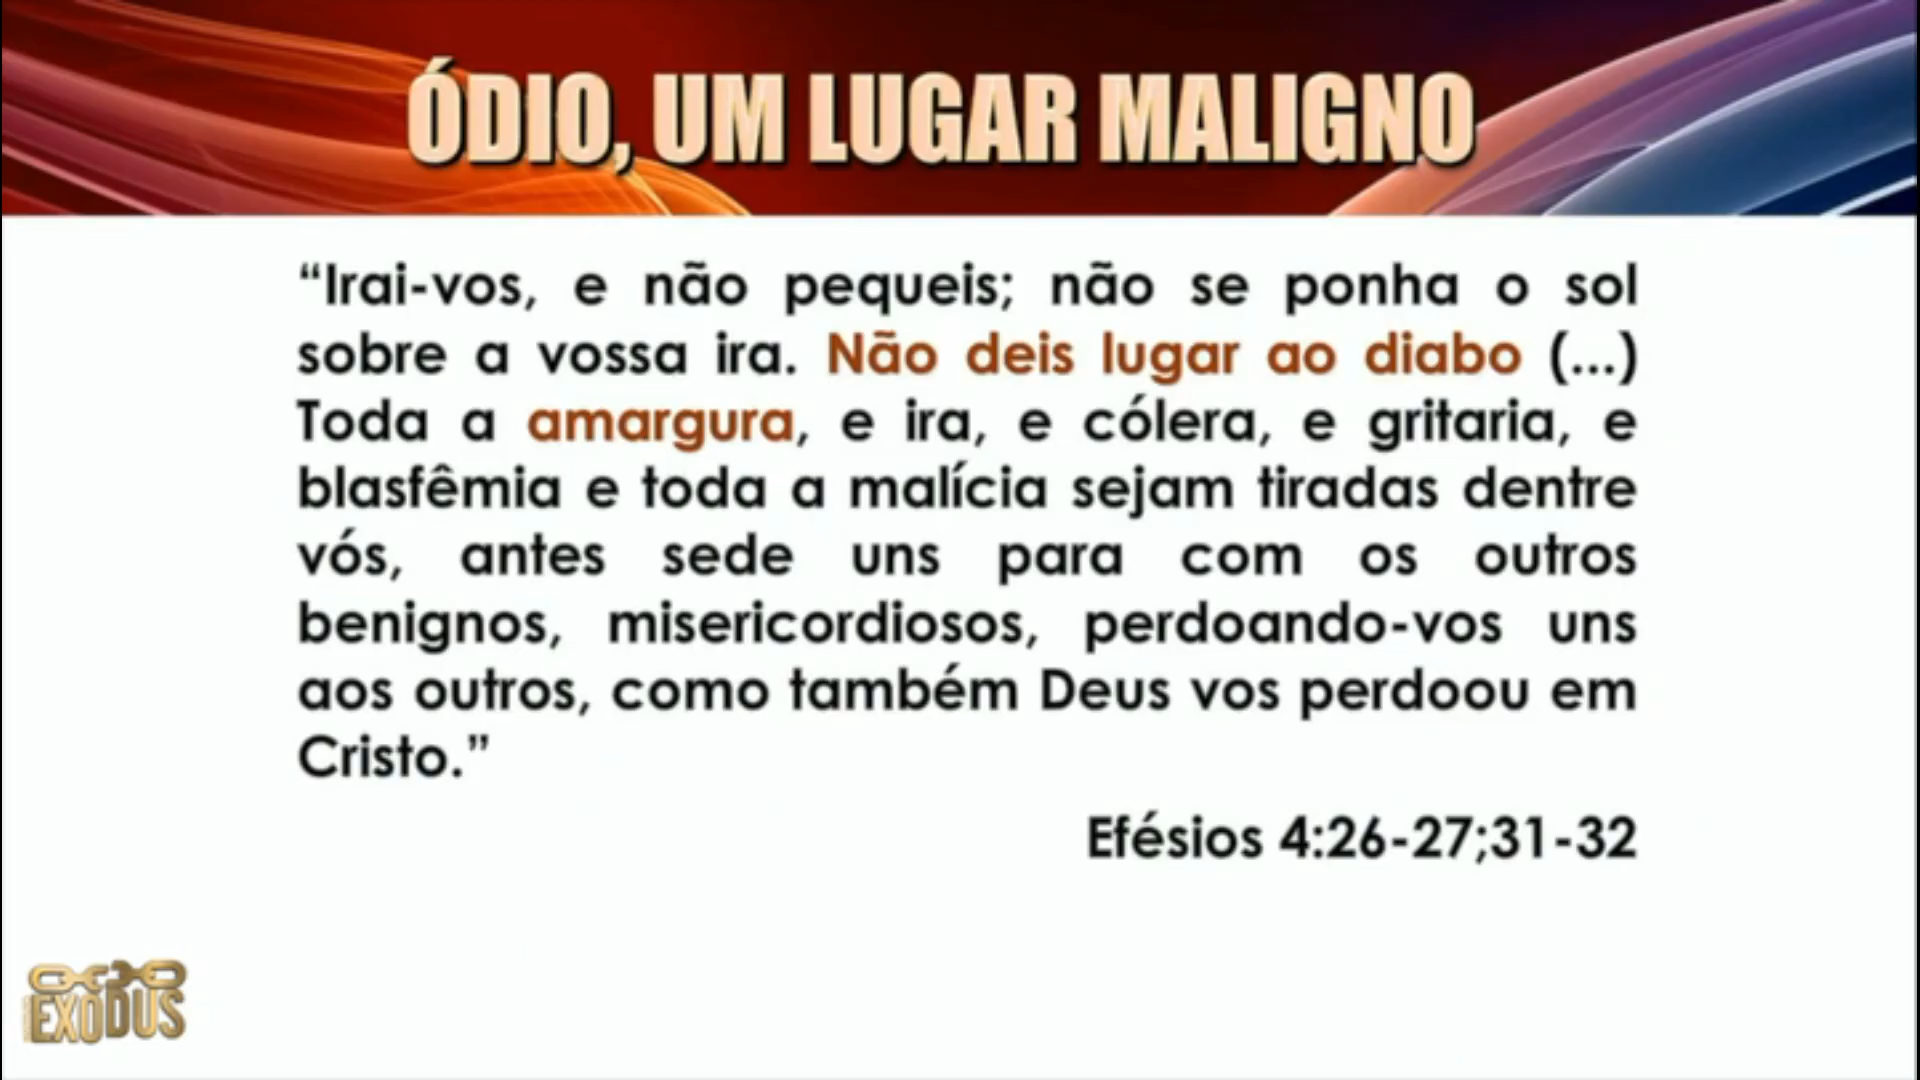 ÓDIO, UM LUGAR MALIGNO
“Irai-vos, e não pequeis; não se ponha o sol
sobre a vossa ira. Não deis lugar ao diabo (...)
Toda a amargura, e ira, e cólera, e gritaria, e
blasfêmia e toda a malícia sejam tiradas dentre
vós, antes sede uns para com os outros
benignos, misericordiosos, perdoando-vos uns
aos outros, como também Deus vos perdoou em
Cristo.”
Efésios 4:26-27;31-32
EXODUS